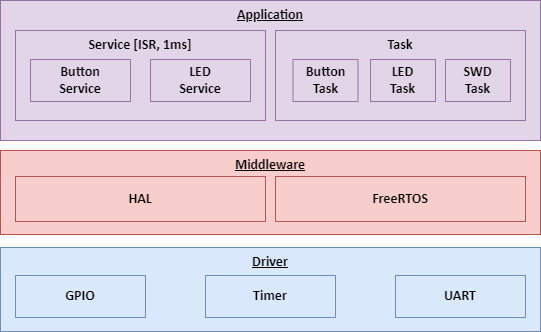 Application
Service [ISR, 1ms]
Task
Button
Service
LED
Service
Button
Task
LED
Task
SWD
Task
Middleware
HAL
FreeRTOS
Driver
GPIO
Timer
UART